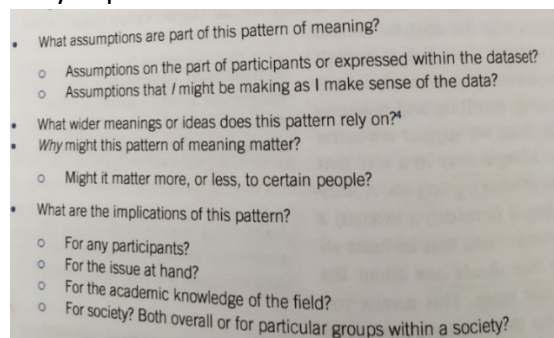 • What assumptions are part of this pattern of meaning?
o Assumptions on the part of participants or expressed within the dataset?
o Assumptions that I might be making as I make sense of the data?
• What wider meanings or ideas does this pattern rely on?⁴
• Why might this pattern of meaning matter?
o Might it matter more, or less, to certain people?
• What are the implications of this pattern?
o For any participants?
o For the issue at hand?
o For the academic knowledge of the field?
o For society? Both overall or for particular groups within a society?